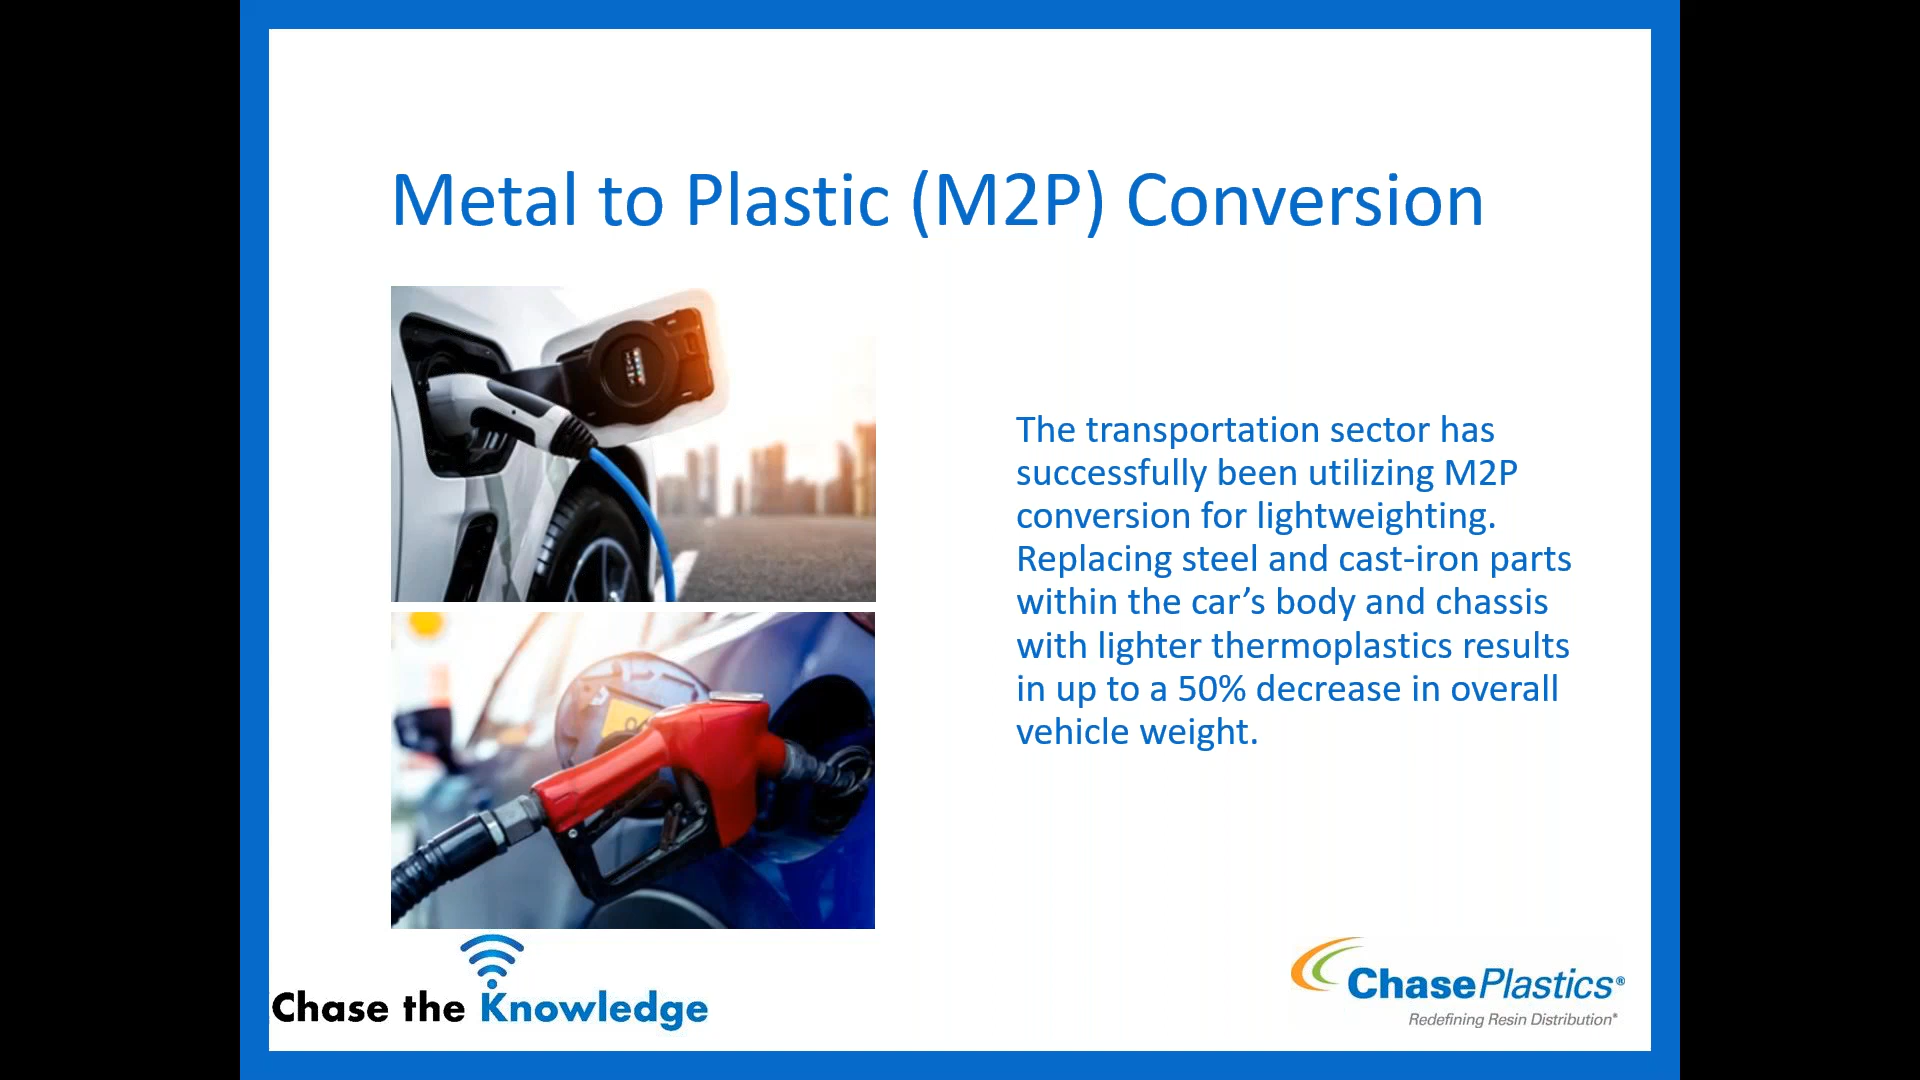 Metal to Plastic (M2P) Conversion
The transportation sector has
successfully been utilizing M2P
conversion for lightweighting.
Replacing steel and cast-iron parts
within the car’s body and chassis
with lighter thermoplastics results
in up to a 50% decrease in overall
vehicle weight.
Chase the Knowledge
ChasePlastics®
Redefining Resin Distribution®